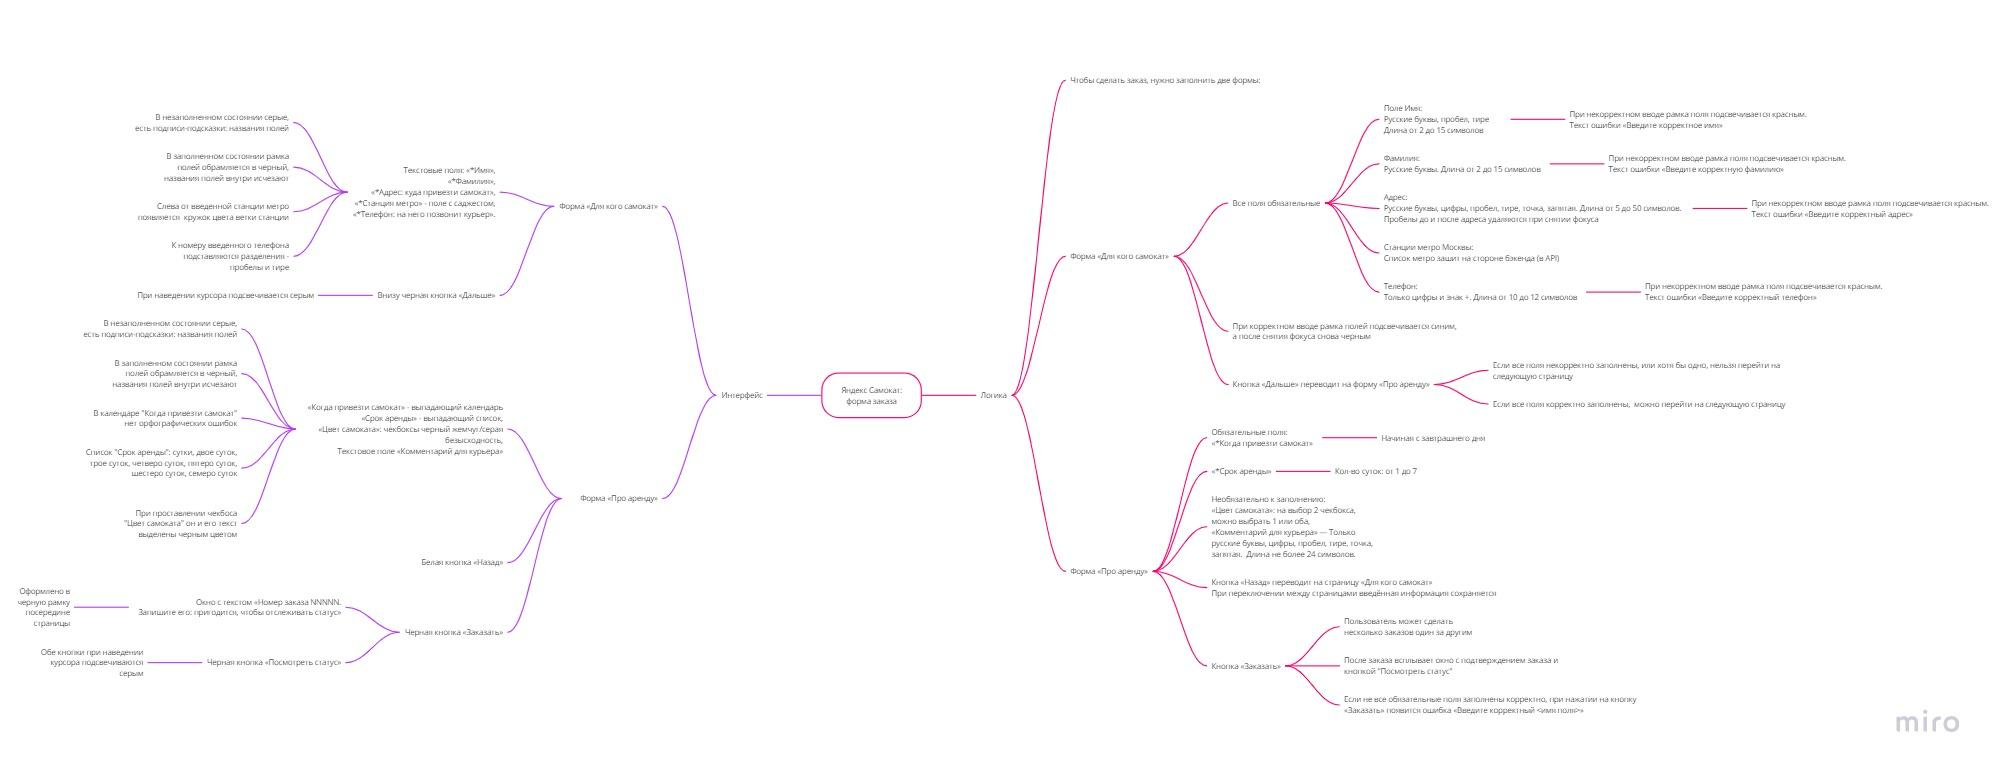 Яндекс Самокат:
форма заказа
Интерфейс
Форма «Для кого самокат»
Текстовые поля: «*Имя»,
«*Фамилия»,
«*Адрес: куда привезти самокат»,
«*Станция метро» - поле с саджестом,
«*Телефон: на него позвонит курьер».
В незаполненном состоянии серые,
есть подписи-подсказки: названия полей
В заполненном состоянии рамка
полей обрамляется в черный,
названия полей внутри исчезают
Слева от введенной станции метро
появляется кружок цвета ветки станции
К номеру введенного телефона
подставляются разделения -
пробелы и тире
Внизу черная кнопка «Дальше»
При наведении курсора подсвечивается серым
Форма «Про аренду»
«Когда привезти самокат» - выпадающий календарь
«Срок аренды» - выпадающий список,
«Цвет самоката»: чекбоксы черный жемчуг/серая
безысходность,
Текстовое поле «Комментарий для курьера»
В незаполненном состоянии серые,
есть подписи-подсказки: названия полей
В заполненном состоянии рамка
полей обрамляется в черный,
названия полей внутри исчезают
В календаре "Когда привезти самокат"
нет орфографических ошибок
Список "Срок аренды": сутки, двое суток,
трое суток, четверо суток, пятеро суток,
шестеро суток, семеро суток
При проставлении чекбоса
"Цвет самоката" он и его текст
выделены черным цветом
Белая кнопка «Назад»
Черная кнопка «Заказать»
Окно с текстом «Номер заказа NNNNN.
Запишите его: пригодится, чтобы отслеживать статус»
Оформлено в
черную рамку
посередине
страницы
Черная кнопка «Посмотреть статус»
Обе кнопки при наведении
курсора подсвечиваются
серым
Логика
Чтобы сделать заказ, нужно заполнить две формы:
Форма «Для кого самокат»
Все поля обязательные
Поле Имя:
Русские буквы, пробел, тире
Длина от 2 до 15 символов
При некорректном вводе рамка поля подсвечивается красным.
Текст ошибки «Введите корректное имя»
Фамилия:
Русские буквы. Длина от 2 до 15 символов
При некорректном вводе рамка поля подсвечивается красным.
Текст ошибки «Введите корректную фамилию»
Адрес:
Русские буквы, цифры, пробел, тире, точка, запятая. Длина от 5 до 50 символов.
Пробелы до и после адреса удаляются при снятии фокуса
При некорректном вводе рамка поля подсвечивается красным.
Текст ошибки «Введите корректный адрес»
Станции метро Москвы:
Список метро зашит на стороне бэкенда (в API)
Телефон:
Только цифры и знак +. Длина от 10 до 12 символов
При некорректном вводе рамка поля подсвечивается красным.
Текст ошибки «Введите корректный телефон»
При корректном вводе рамка полей подсвечивается синим,
а после снятия фокуса снова черным
Кнопка «Дальше» переводит на форму «Про аренду»
Если все поля некорректно заполнены, или хотя бы одно, нельзя перейти на
следующую страницу
Если все поля корректно заполнены, можно перейти на следующую страницу
Форма «Про аренду»
Обязательные поля:
«*Когда привезти самокат»
Начиная с завтрашнего дня
«*Срок аренды»
Кол-во суток: от 1 до 7
Необязательно к заполнению:
«Цвет самоката»: на выбор 2 чекбокса,
можно выбрать 1 или оба,
«Комментарий для курьера» — Только
русские буквы, цифры, пробел, тире, точка,
запятая. Длина не более 24 символов.
Кнопка «Назад» переводит на страницу «Для кого самокат»
При переключении между страницами введённая информация сохраняется
Кнопка «Заказать»
Пользователь может сделать
несколько заказов один за другим
После заказа всплывает окно с подтверждением заказа и
кнопкой "Посмотреть статус"
Если не все обязательные поля заполнены корректно, при нажатии на кнопку
«Заказать» появится ошибка «Введите корректный <имя поля>»
miro